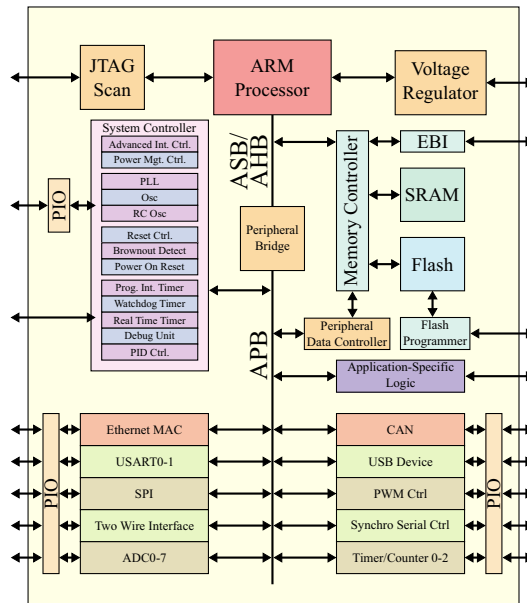 JTAG
Scan
ARM
Processor
Voltage
Regulator
System Controller
Advanced Int. Ctrl.
Power Mgt. Ctrl.
PLL
Osc
RC Osc
Reset Ctrl.
Brownout Detect
Power On Reset
Prog. Int. Timer
Watchdog Timer
Real Time Timer
Debug Unit
PID Ctrl.
PIO
ASB/
AHB
Peripheral
Bridge
APB
Memory Controller
EBI
SRAM
Flash
Peripheral
Data Controller
Flash
Programmer
Application-Specific
Logic
PIO
Ethernet MAC
USART0-1
SPI
Two Wire Interface
ADC0-7
CAN
USB Device
PWM Ctrl
Synchro Serial Ctrl
Timer/Counter 0-2
PIO